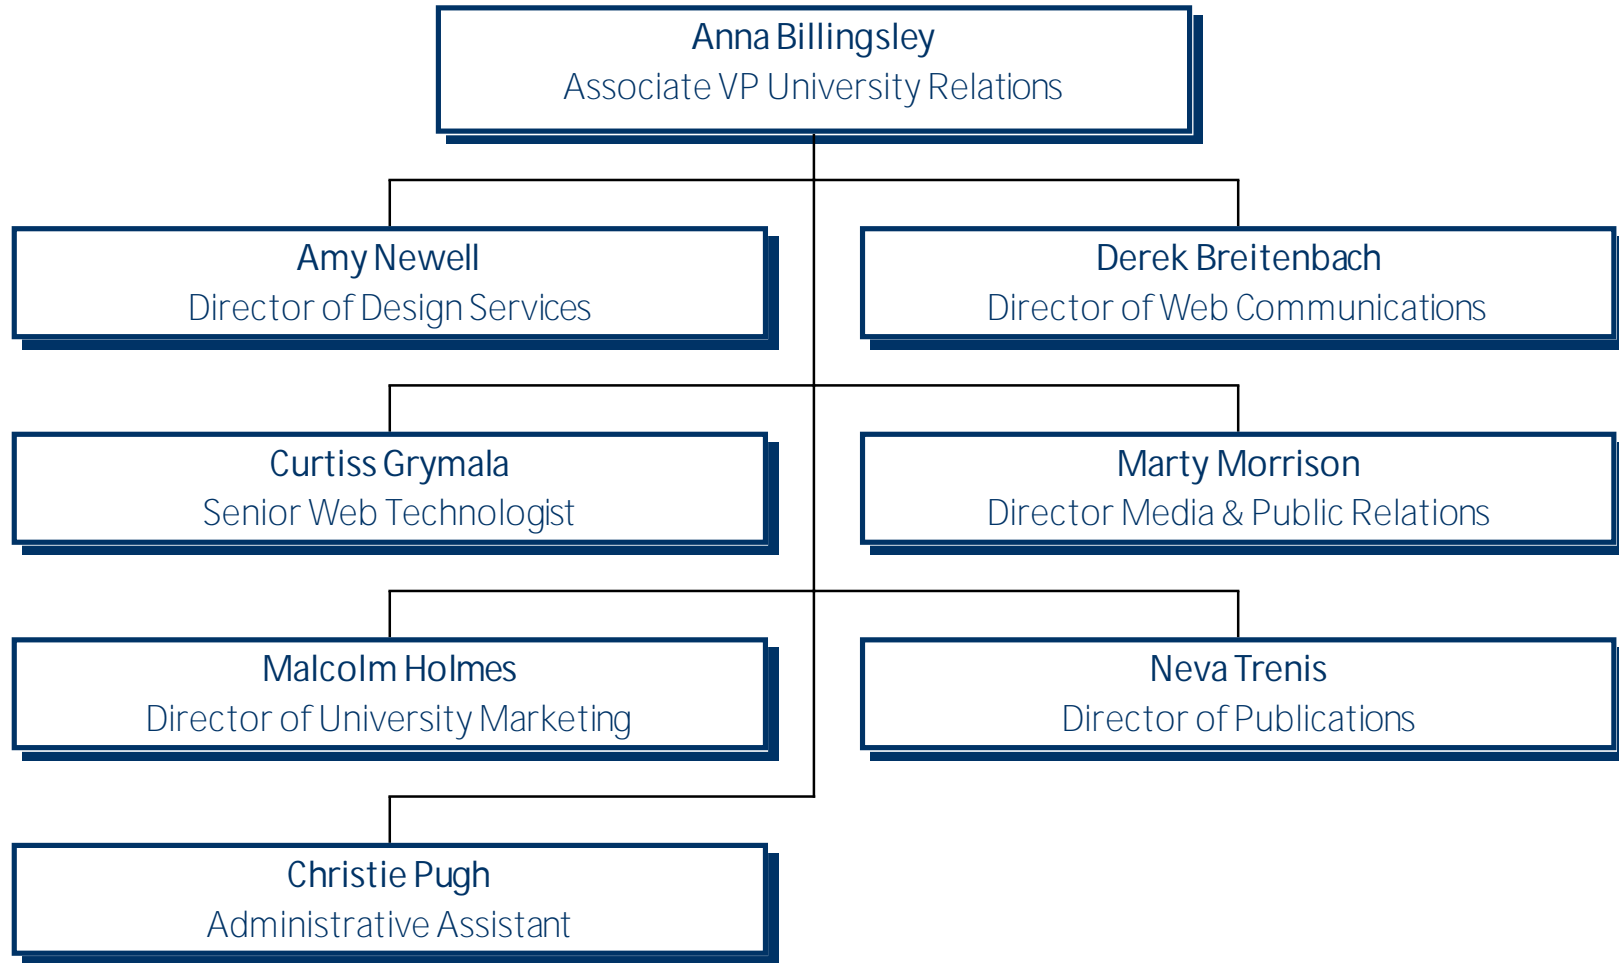 Anna Billingsley
Associate VP University Relations
Amy Newell
Director of Design Services
Derek Breitenbach
Director of Web Communications
Curtiss Grymala
Senior Web Technologist
Marty Morrison
Director Media & Public Relations
Malcolm Holmes
Director of University Marketing
Neva Trenis
Director of Publications
Christie Pugh
Administrative Assistant